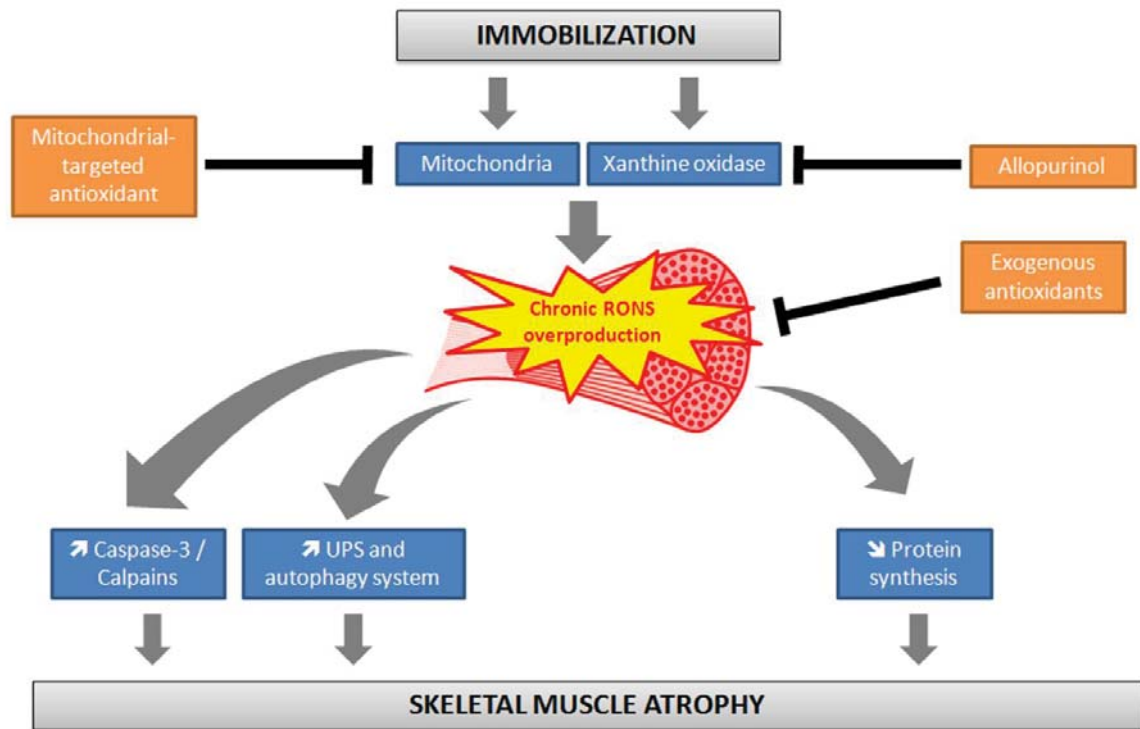 IMMOBILIZATION
Mitochondrial-
targeted
antioxidant
Mitochondria
Xanthine oxidase
Allopurinol
Exogenous
antioxidants
Chronic RONS
overproduction
↗ Caspase-3 /
Calpains
↗ UPS and
autophagy system
↘ Protein
synthesis
SKELETAL MUSCLE ATROPHY